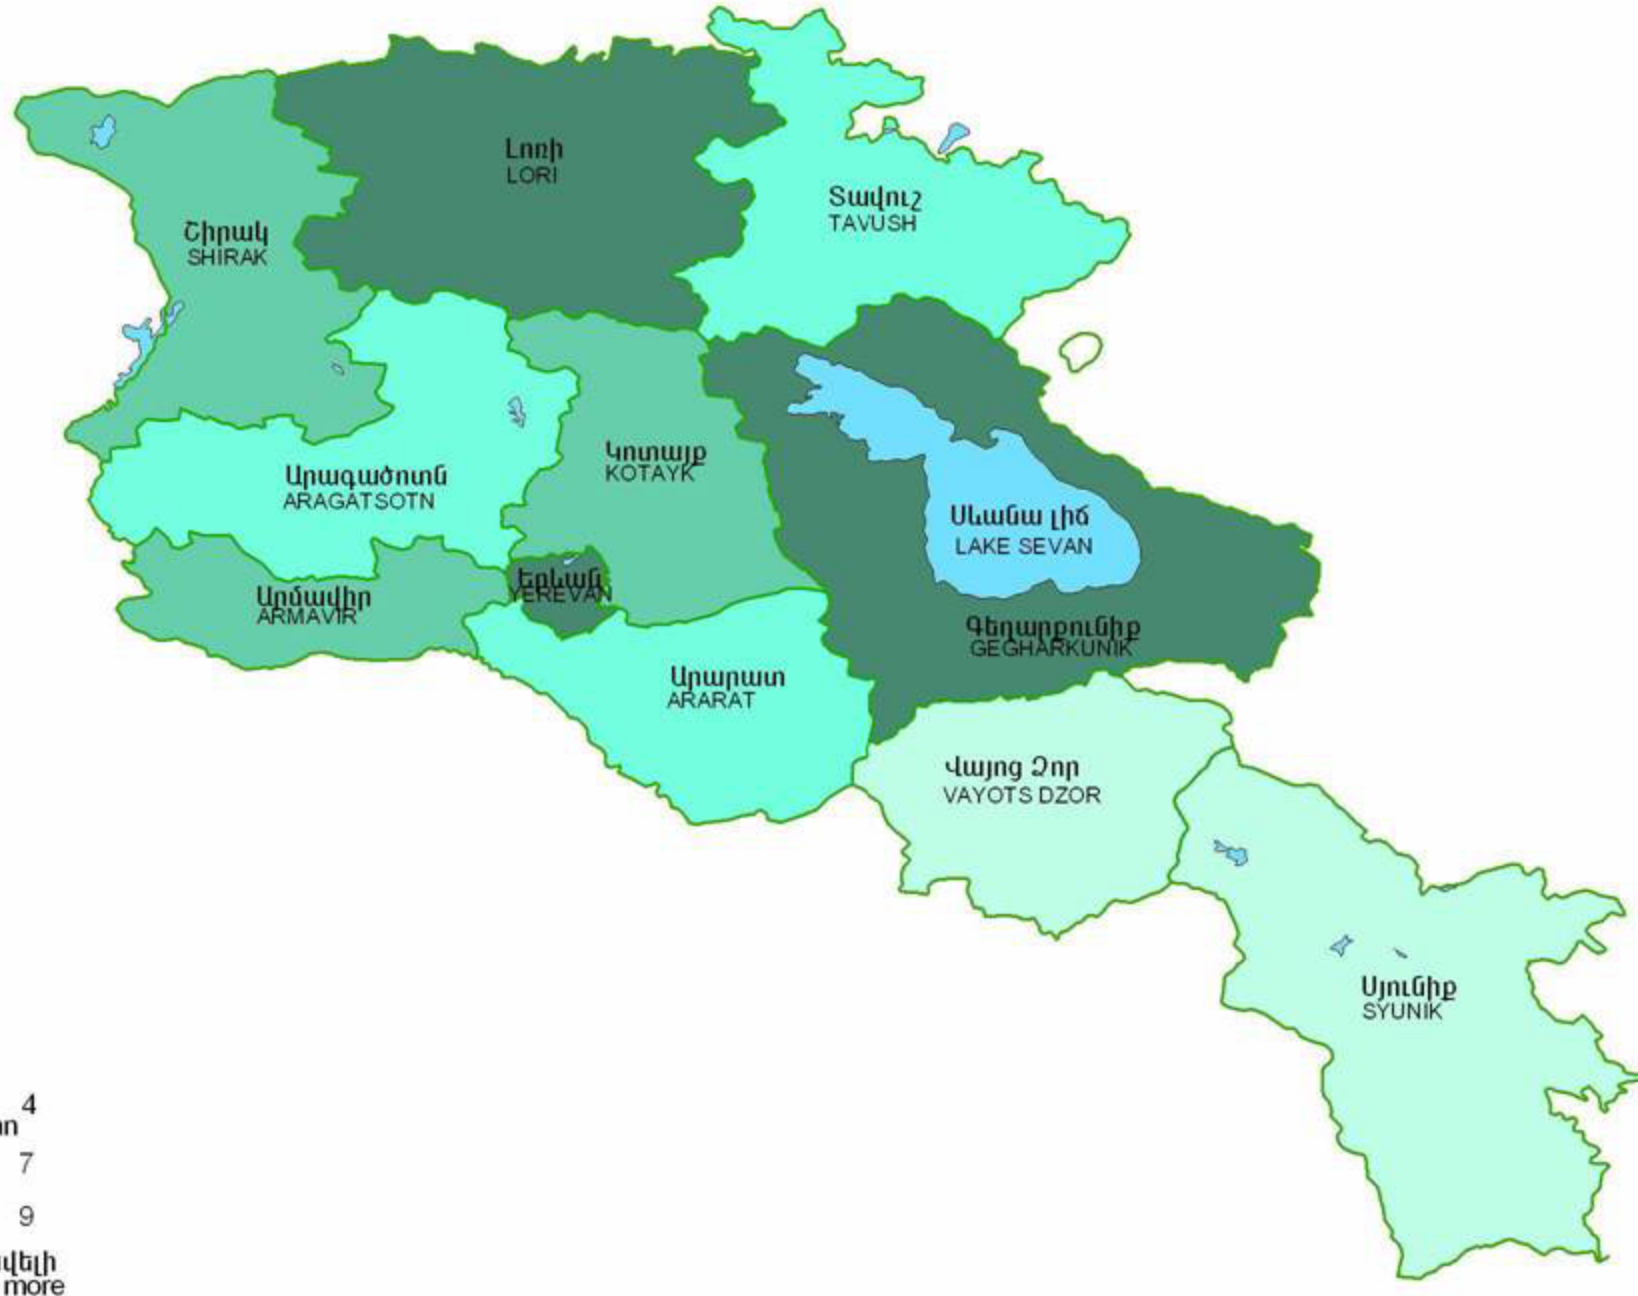 Լոռի
LORI
Տավուշ
TAVUSH
Շիրակ
SHIRAK
Կոտայք
KOTAYK
Արագածոտն
ARAGATSOTN
Սևանա լիճ
LAKE SEVAN
Երևան
YEREVAN
Արմավիր
ARMAVIR
Գեղարքունիք
GEGHARKUNIK
Արարատ
ARARAT
Վայոց Ձոր
VAYOTS DZOR
Սյունիք
SYUNIK
4
7
9
more